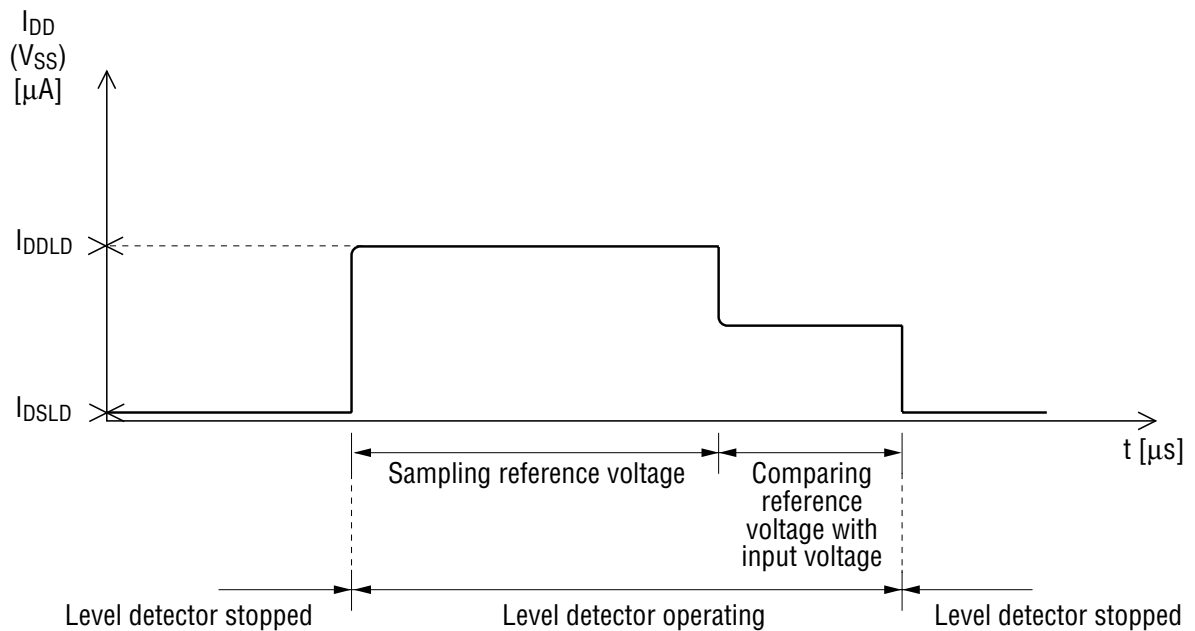 IDD
(VSS)
[μA]
IDDLD
IDSLD
t [μs]
Sampling reference voltage
Comparing
reference
voltage with
input voltage
Level detector stopped
Level detector operating
Level detector stopped